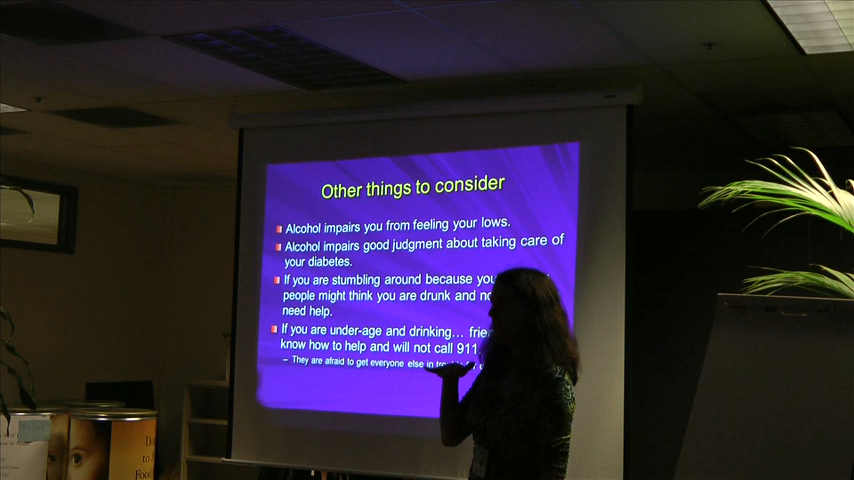 Other things to consider
Alcohol impairs you from feeling your lows.
Alcohol impairs good judgment about taking care of
your diabetes.
If you are stumbling around because you
people might think you are drunk and no
need help.
If you are under-age and drinking… frie
know how to help and will not call 911
– They are afraid to get everyone else in
Do
to
Food